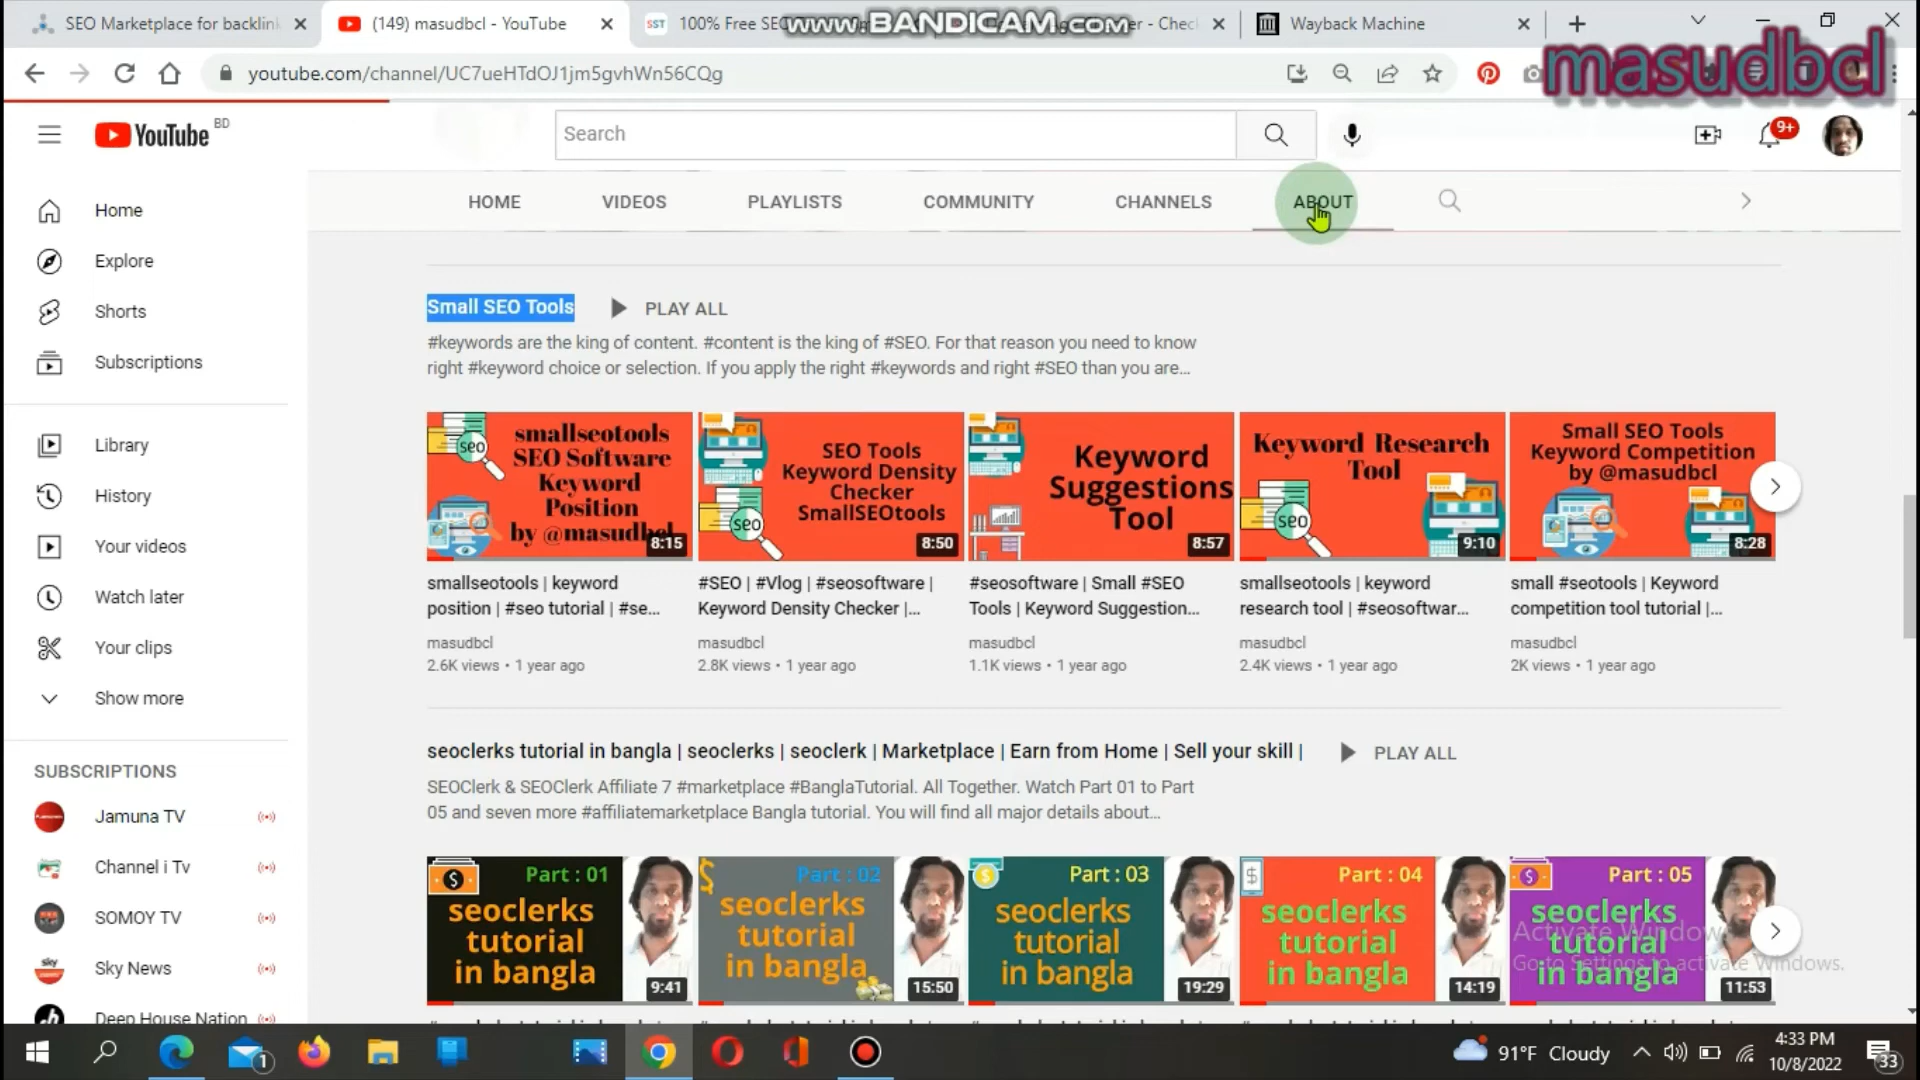 SEO Marketplace for backlink
(149) masudbcl - YouTube
SST
100% Free SEO
www.BANDICAM.com
Checker - Chec
Wayback Machine
masudbcl
youtube.com/channel/UC7ueHTdOJ1jm5gvhWn56CQg
YouTube BD
Search
9+
HOME
VIDEOS
PLAYLISTS
COMMUNITY
CHANNELS
ABOUT
Home
Explore
Shorts
Subscriptions
Library
History
Your videos
Watch later
Your clips
Show more
SUBSCRIPTIONS
Jamuna TV
Channel i Tv
SOMOY TV
Sky News
Deep House Nation
Small SEO Tools
PLAY ALL
#keywords are the king of content. #content is the king of #SEO. For that reason you need to know
right #keyword choice or selection. If you apply the right #keywords and right #SEO than you are...
seo
smallseotools
SEO Software
Keyword
Position
by @masudbcl
8:15
SEO Tools
Keyword Density
Checker
SmallSEOtools
seo
8:50
Keyword
Suggestions
Tool
8:57
Keyword Research
Tool
seo
9:10
Small SEO Tools
Keyword Competition
by @masudbcl
8:28
smallseotools | keyword
position | #seo tutorial | #se...
masudbcl
2.6K views • 1 year ago
#SEO | #Vlog | #seosoftware |
Keyword Density Checker |...
masudbcl
2.8K views • 1 year ago
#seosoftware | Small #SEO
Tools | Keyword Suggestion...
masudbcl
1.1K views • 1 year ago
smallseotools | keyword
research tool | #seosoftwar...
masudbcl
2.4K views • 1 year ago
small #seotools | Keyword
competition tool tutorial |...
masudbcl
2K views • 1 year ago
seoclerks tutorial in bangla | seoclerks | seoclerk | Marketplace | Earn from Home | Sell your skill |
PLAY ALL
SEOClerk & SEOClerk Affiliate 7 #marketplace #BanglaTutorial. All Together. Watch Part 01 to Part
05 and seven more #affiliatemarketplace Bangla tutorial. You will find all major details about...
Part : 01
seoclerks
tutorial
in bangla
9:41
Part : 02
seoclerks
tutorial
in bangla
15:50
Part : 03
seoclerks
tutorial
in bangla
19:29
Part : 04
seoclerks
tutorial
in bangla
14:19
Part : 05
seoclerks
tutorial
in bangla
11:53
Activate Windows
Go to Settings to activate Windows.
1
91°F Cloudy
4:33 PM
10/8/2022
33